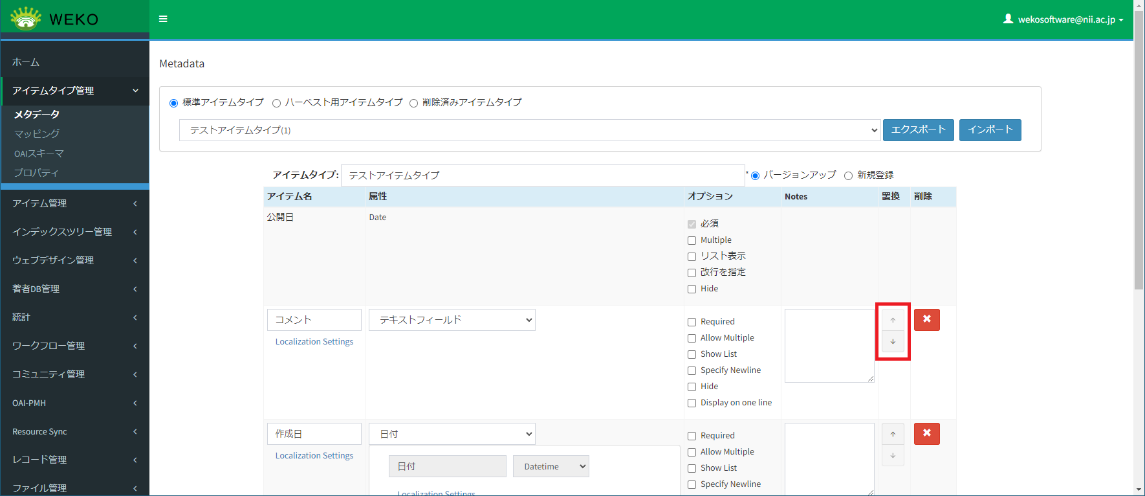 WEKO
wekosoftware@nii.ac.jp
ホーム
アイテムタイプ管理
メタデータ
マッピング
OAIスキーマ
プロパティ
アイテム管理
インデックスツリー管理
ウェブデザイン管理
著者DB管理
統計
ワークフロー管理
コミュニティ管理
OAI-PMH
Resource Sync
レコード管理
ファイル管理
Metadata
標準アイテムタイプ ハーベスト用アイテムタイプ 削除済みアイテムタイプ
テストアイテムタイプ(1) エクスポート インポート
アイテムタイプ: テストアイテムタイプ * バージョンアップ 新規登録
アイテム名 属性 オプション Notes 置換 削除
公開日 Date
必須
Multiple
リスト表示
改行を指定
Hide
コメント テキストフィールド ↑
Localization Settings ↓
Required
Allow Multiple
Show List
Specify Newline
Hide
Display on one line
作成日 日付 ↑
Localization Settings ↓
日付 Datetime
Localization Settings
Required
Allow Multiple
Show List
Specify Newline